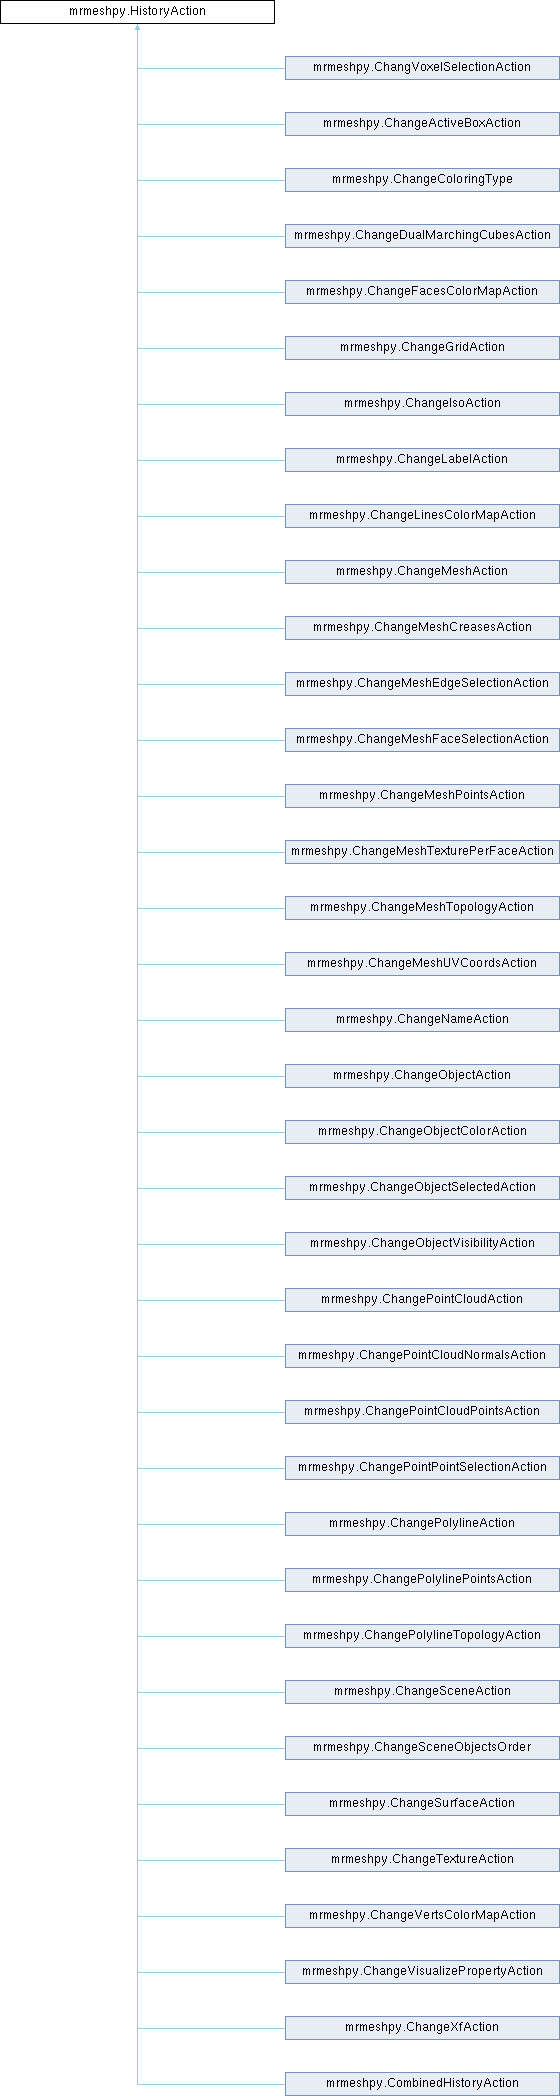 mrmeshpy.HistoryAction
mrmeshpy.ChangVoxelSelectionAction
mrmeshpy.ChangeActiveBoxAction
mrmeshpy.ChangeColoringType
mrmeshpy.ChangeDualMarchingCubesAction
mrmeshpy.ChangeFacesColorMapAction
mrmeshpy.ChangeGridAction
mrmeshpy.ChangeIsoAction
mrmeshpy.ChangeLabelAction
mrmeshpy.ChangeLinesColorMapAction
mrmeshpy.ChangeMeshAction
mrmeshpy.ChangeMeshCreasesAction
mrmeshpy.ChangeMeshEdgeSelectionAction
mrmeshpy.ChangeMeshFaceSelectionAction
mrmeshpy.ChangeMeshPointsAction
mrmeshpy.ChangeMeshTexturePerFaceAction
mrmeshpy.ChangeMeshTopologyAction
mrmeshpy.ChangeMeshUVCoordsAction
mrmeshpy.ChangeNameAction
mrmeshpy.ChangeObjectAction
mrmeshpy.ChangeObjectColorAction
mrmeshpy.ChangeObjectSelectedAction
mrmeshpy.ChangeObjectVisibilityAction
mrmeshpy.ChangePointCloudAction
mrmeshpy.ChangePointCloudNormalsAction
mrmeshpy.ChangePointCloudPointsAction
mrmeshpy.ChangePointPointSelectionAction
mrmeshpy.ChangePolylineAction
mrmeshpy.ChangePolylinePointsAction
mrmeshpy.ChangePolylineTopologyAction
mrmeshpy.ChangeSceneAction
mrmeshpy.ChangeSceneObjectsOrder
mrmeshpy.ChangeSurfaceAction
mrmeshpy.ChangeTextureAction
mrmeshpy.ChangeVertsColorMapAction
mrmeshpy.ChangeVisualizePropertyAction
mrmeshpy.ChangeXfAction
mrmeshpy.CombinedHistoryAction